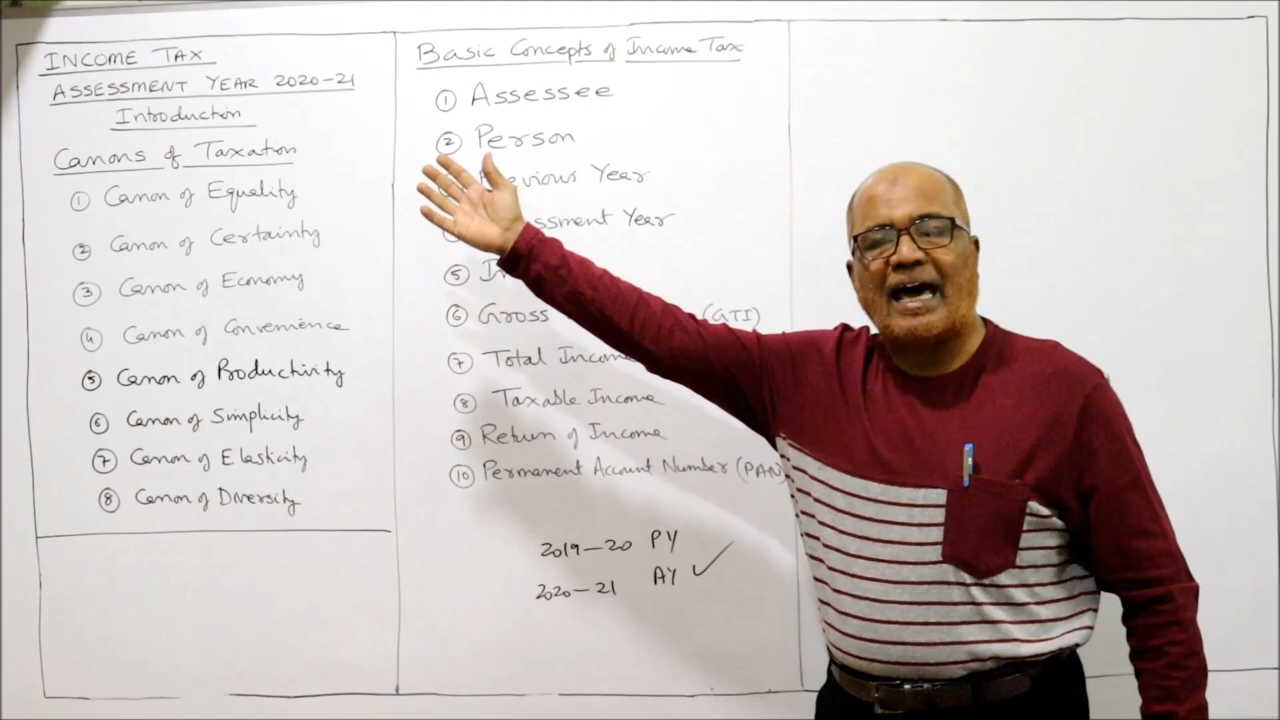 INCOME TAX
ASSESSMENT YEAR 2020-21
Introduction
Canons of Taxation
① Canon of Equality
② Canon of Certainty
③ Canon of Economy
④ Canon of Convenience
⑤ Canon of Productivity
⑥ Canon of Simplicity
⑦ Canon of Elasticity
⑧ Canon of Diversity
Basic Concepts of Income Tax
① Assessee
② Person
Previous Year
ssment Year
⑤ In
⑥ Gross (GTI)
⑦ Total Income
⑧ Taxable Income
⑨ Return of Income
⑩ Permanent Account Number (PAN)
2019-20 PY
2020-21 AY ✓